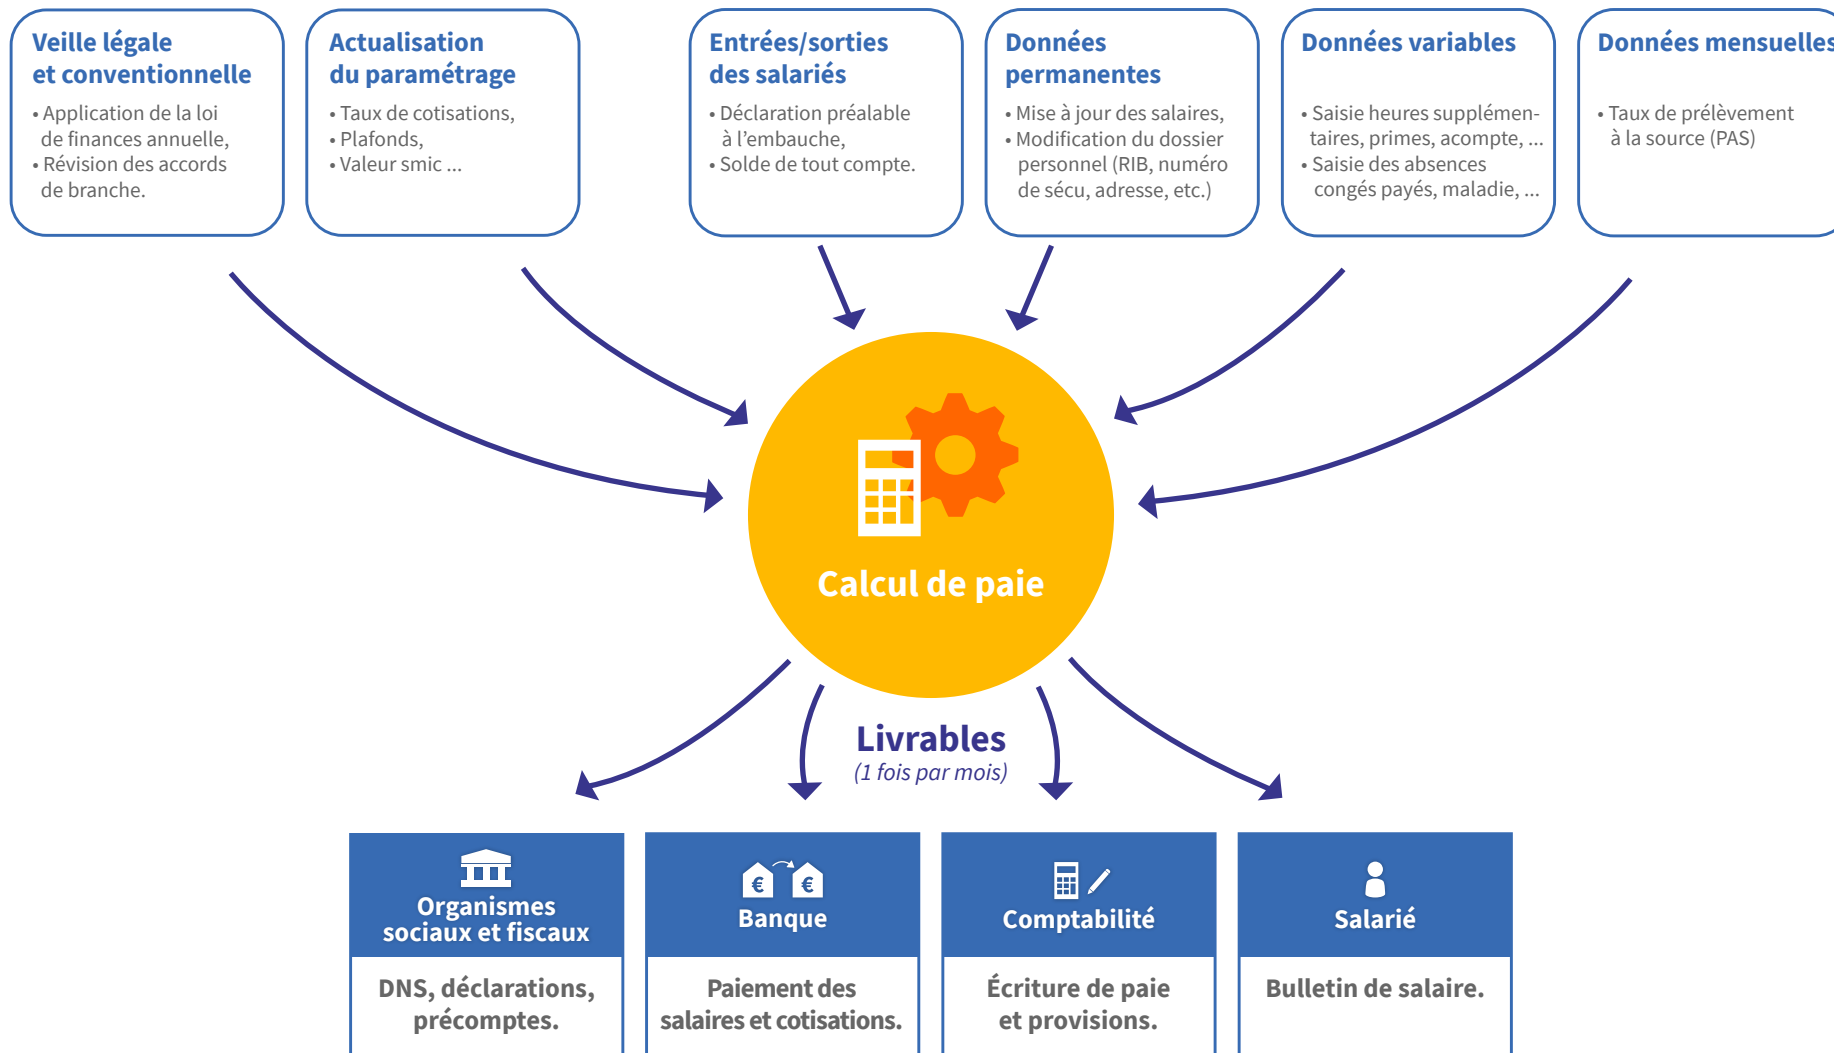 Veille légale
et conventionnelle
• Application de la loi
de finances annuelle,
• Révision des accords
de branche.
Actualisation
du paramétrage
• Taux de cotisations,
• Plafonds,
• Valeur smic ...
Entrées/sorties
des salariés
• Déclaration préalable
à l'embauche,
• Solde de tout compte.
Données
permanentes
• Mise à jour des salaires,
• Modification du dossier
personnel (RIB, numéro
de sécu, adresse, etc.)
Données variables
• Saisie heures supplémen-
taires, primes, acompte, ...
• Saisie des absences
congés payés, maladie, ...
Données mensuelles
• Taux de prélèvement
à la source (PAS)
Calcul de paie
Livrables
(1 fois par mois)
Organismes
sociaux et fiscaux
DNS, déclarations,
précomptes.
€ €
Banque
Paiement des
salaires et cotisations.
Comptabilité
Écriture de paie
et provisions.
Salarié
Bulletin de salaire.